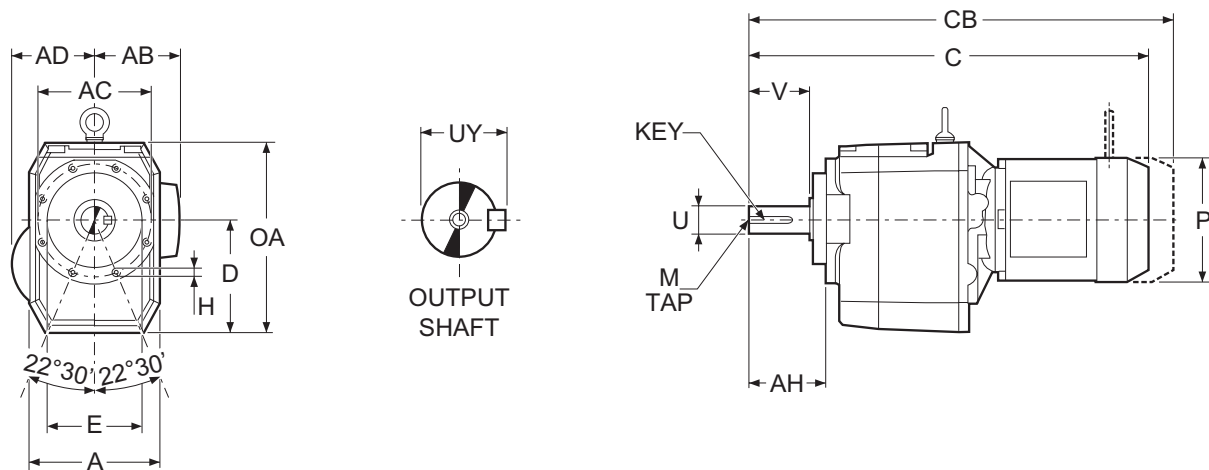 AD
AB
AC
OA
D
H
22°30’
22°30’
E
A
UY
OUTPUT
SHAFT
CB
C
V
KEY
U
P
M
TAP
AH